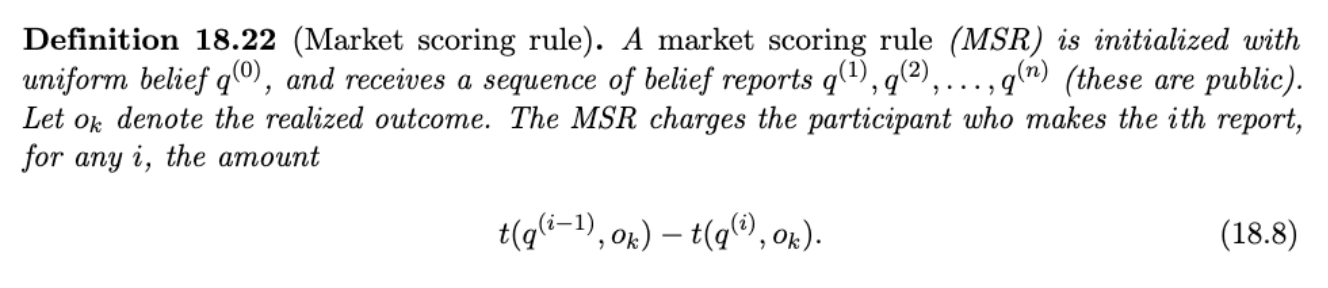 Definition 18.22 (Market scoring rule). A market scoring rule (MSR) is initialized with
uniform belief q^(0), and receives a sequence of belief reports q^(1), q^(2), . . . , q^(n) (these are public).
Let o_k denote the realized outcome. The MSR charges the participant who makes the ith report,
for any i, the amount
t(q^(i−1), o_k) − t(q^(i), o_k). (18.8)